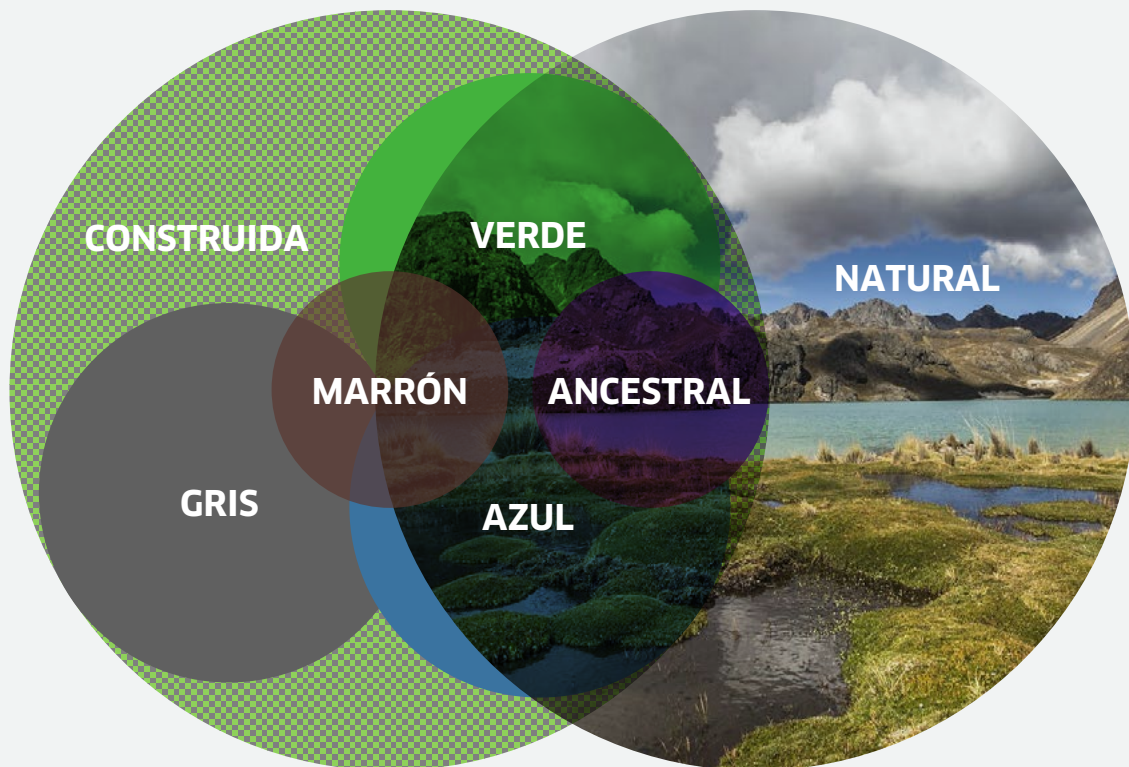 CONSTRUIDA
VERDE
NATURAL
MARRÓN
ANCESTRAL
GRIS
AZUL